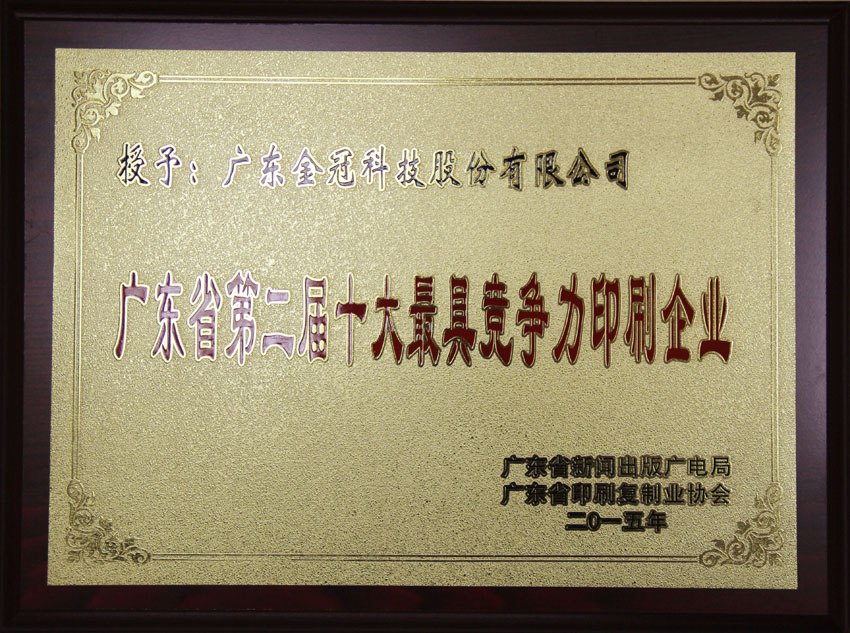 授予：广东金冠科技股份有限公司
广东省第二届十大最具竞争力印刷企业
广东省新闻出版广电局
广东省印刷复制业协会
二0一五年